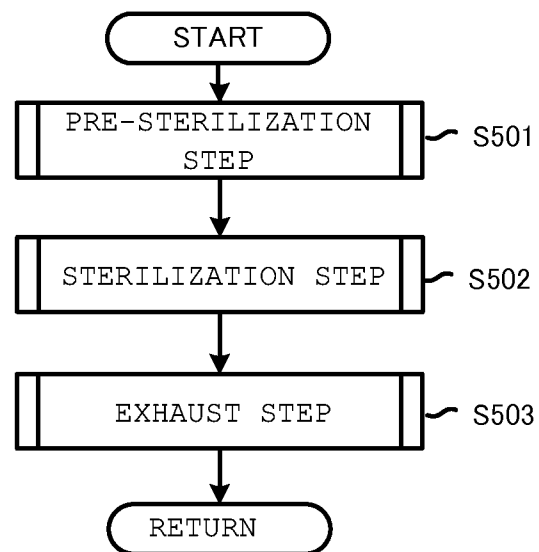 START
PRE-STERILIZATION
STEP
S501
STERILIZATION STEP
S502
EXHAUST STEP
S503
RETURN